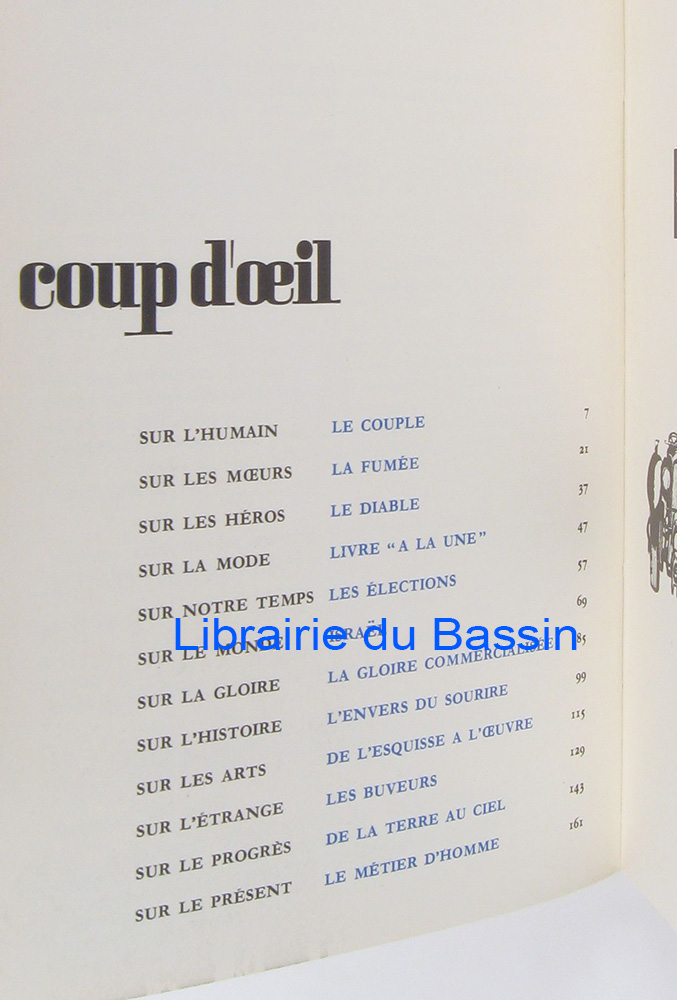 coup d'œil
SUR L'HUMAIN LE COUPLE 7
SUR LES MŒURS LA FUMÉE 21
SUR LES HÉROS LE DIABLE 37
SUR LA MODE LIVRE “A LA UNE” 47
SUR NOTRE TEMPS LES ÉLECTIONS 57
SUR LE MONDE ISRAËL 69
Librairie du Bassin
SUR LA GLOIRE LA GLOIRE COMMERCIALISÉE 85
SUR L'HISTOIRE L'ENVERS DU SOURIRE 99
SUR LES ARTS DE L'ESQUISSE A L'ŒUVRE 115
SUR L'ÉTRANGE LES BUVEURS 129
SUR LE PROGRÈS DE LA TERRE AU CIEL 143
SUR LE PRÉSENT LE MÉTIER D'HOMME 161